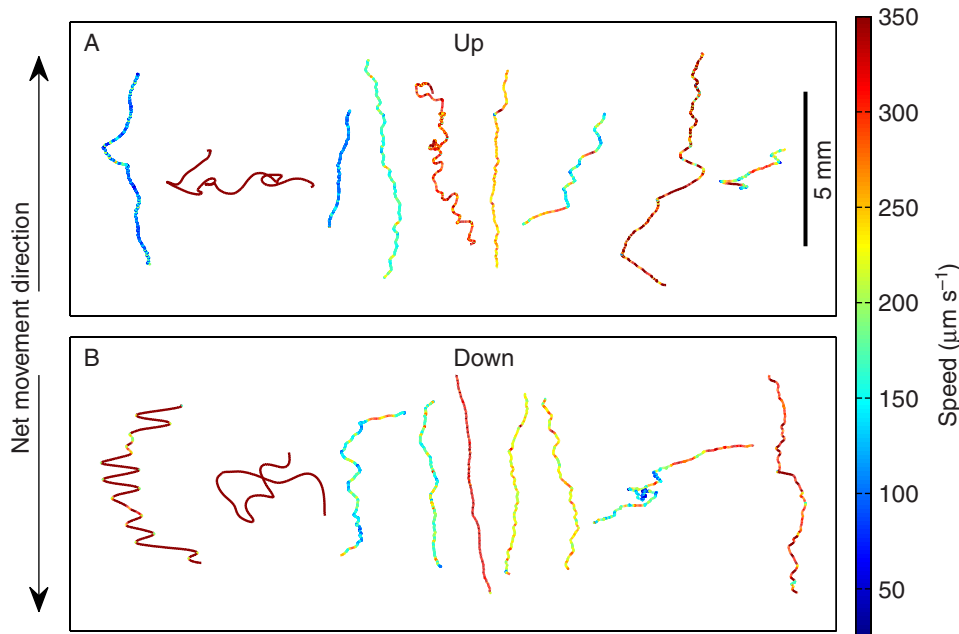 A
Up
5 mm
B
Down
Net movement direction
350
300
250
200
150
100
50
Speed (μm s⁻¹)